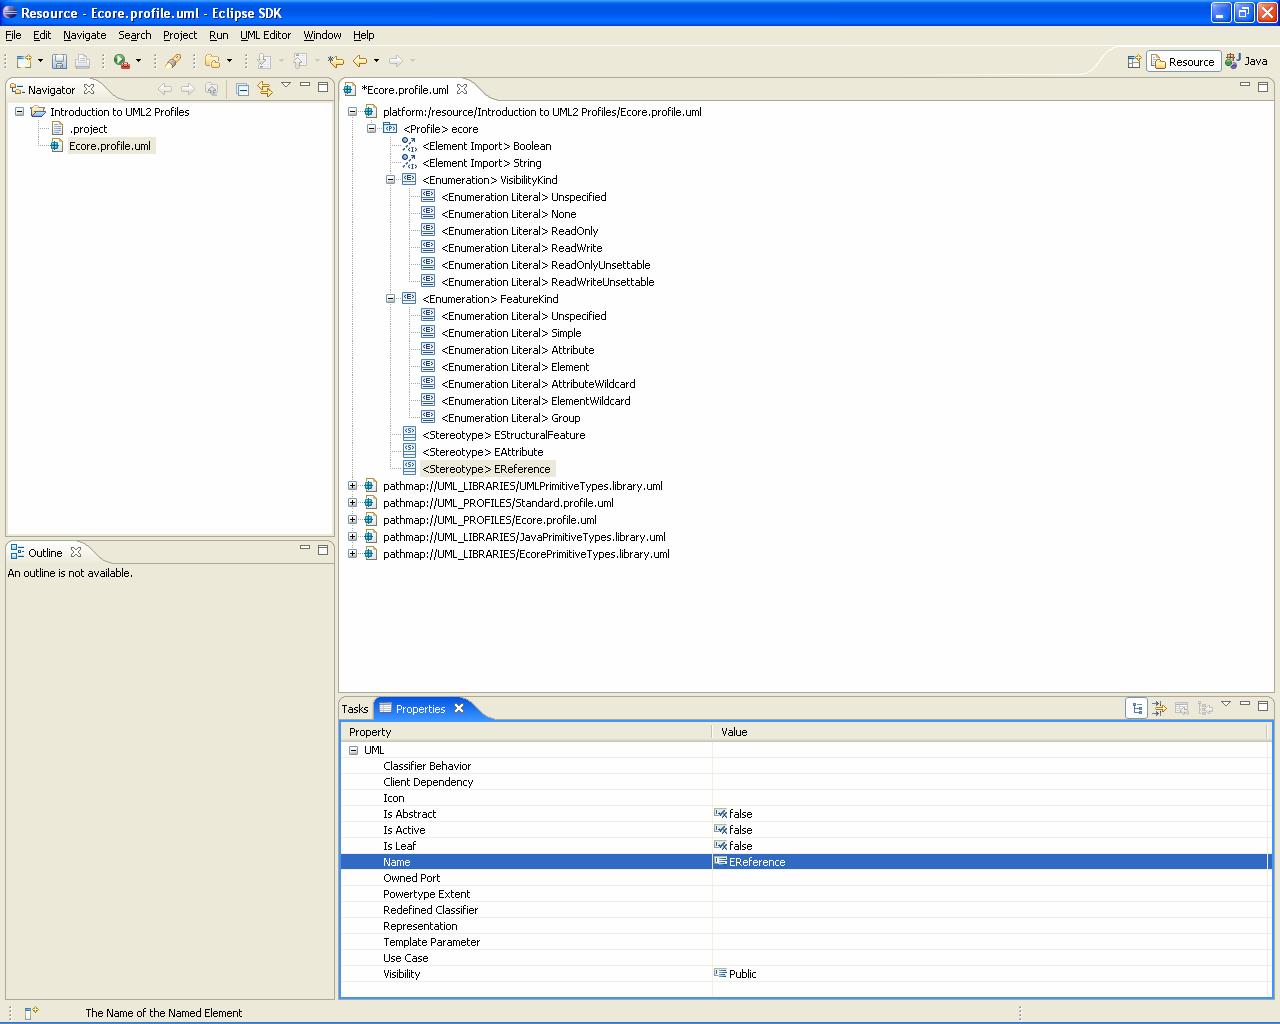 Resource - Ecore.profile.uml - Eclipse SDK
File Edit Navigate Search Project Run UML Editor Window Help
Resource Java
Navigator
Introduction to UML2 Profiles
.project
Ecore.profile.uml
*Ecore.profile.uml
platform:/resource/Introduction to UML2 Profiles/Ecore.profile.uml
<Profile> ecore
<Element Import> Boolean
<Element Import> String
<Enumeration> VisibilityKind
<Enumeration Literal> Unspecified
<Enumeration Literal> None
<Enumeration Literal> ReadOnly
<Enumeration Literal> ReadWrite
<Enumeration Literal> ReadOnlyUnsettable
<Enumeration Literal> ReadWriteUnsettable
<Enumeration> FeatureKind
<Enumeration Literal> Unspecified
<Enumeration Literal> Simple
<Enumeration Literal> Attribute
<Enumeration Literal> Element
<Enumeration Literal> AttributeWildcard
<Enumeration Literal> ElementWildcard
<Enumeration Literal> Group
<Stereotype> EStructuralFeature
<Stereotype> EAttribute
<Stereotype> EReference
pathmap://UML_LIBRARIES/UMLPrimitiveTypes.library.uml
pathmap://UML_PROFILES/Standard.profile.uml
pathmap://UML_PROFILES/Ecore.profile.uml
pathmap://UML_LIBRARIES/JavaPrimitiveTypes.library.uml
pathmap://UML_LIBRARIES/EcorePrimitiveTypes.library.uml
Outline
An outline is not available.
Tasks Properties
Property Value
UML
Classifier Behavior
Client Dependency
Icon
Is Abstract false
Is Active false
Is Leaf false
Name EReference
Owned Port
Powertype Extent
Redefined Classifier
Representation
Template Parameter
Use Case
Visibility Public
The Name of the Named Element